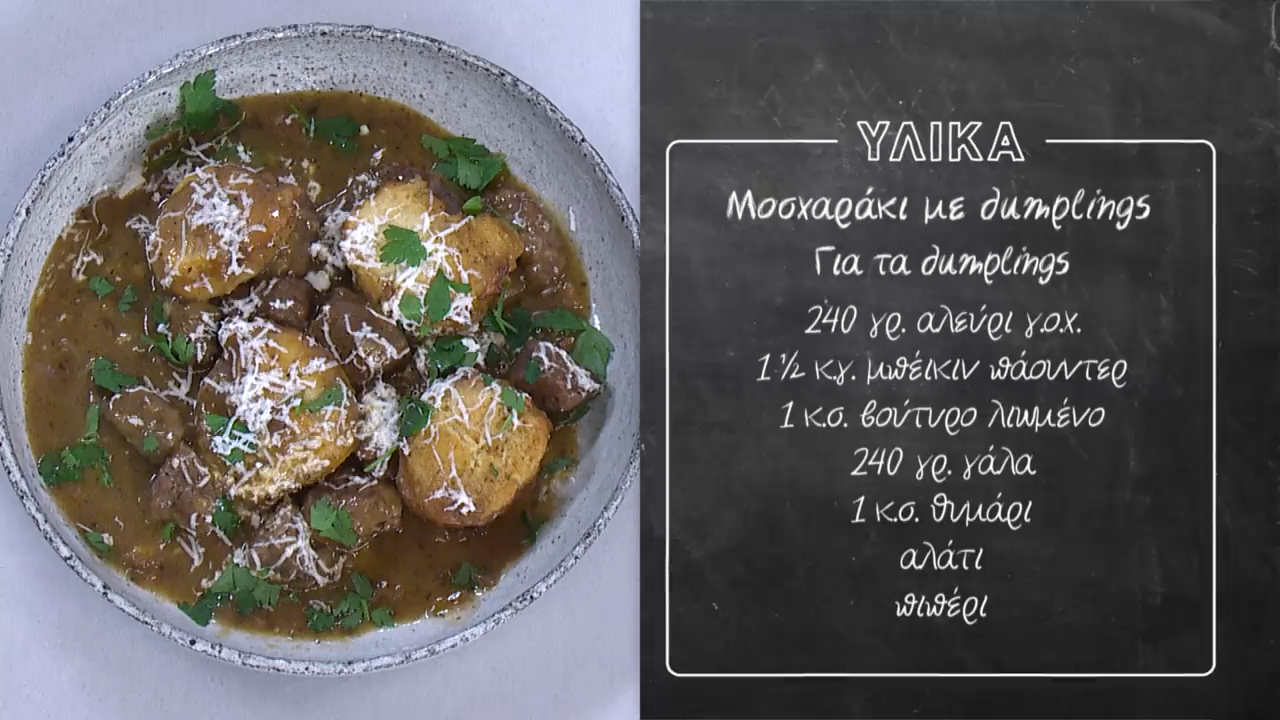 ΥΛΙΚΑ
Μοσχαράκι με dumplings
Για τα dumplings
240 γρ. αλεύρι γ.ο.χ.
1 ½ κ.γ. μπέικιν πάουντερ
1 κ.σ. βούτυρο λιωμένο
240 γρ. γάλα
1 κ.σ. θυμάρι
αλάτι
πιπέρι